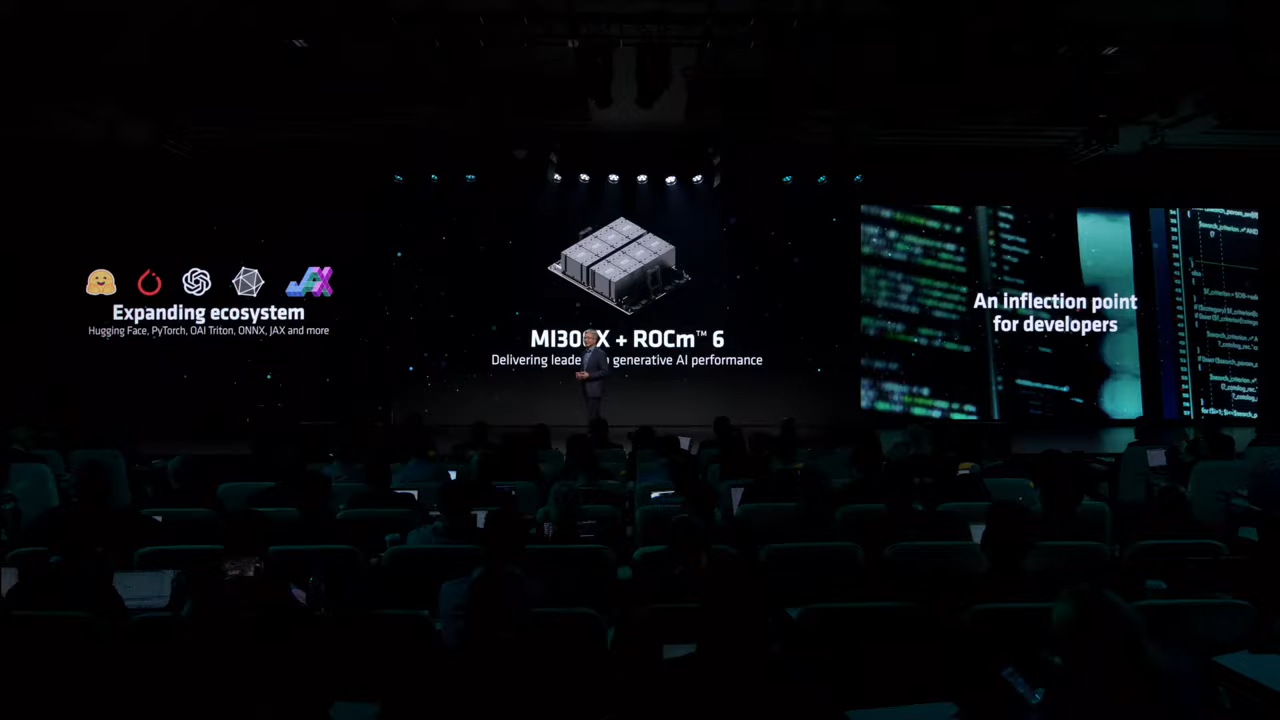 Expanding ecosystem
Hugging Face, PyTorch, OAI Triton, ONNX, JAX and more
MI300X + ROCm™ 6
Delivering generative AI performance
An inflection point
for developers